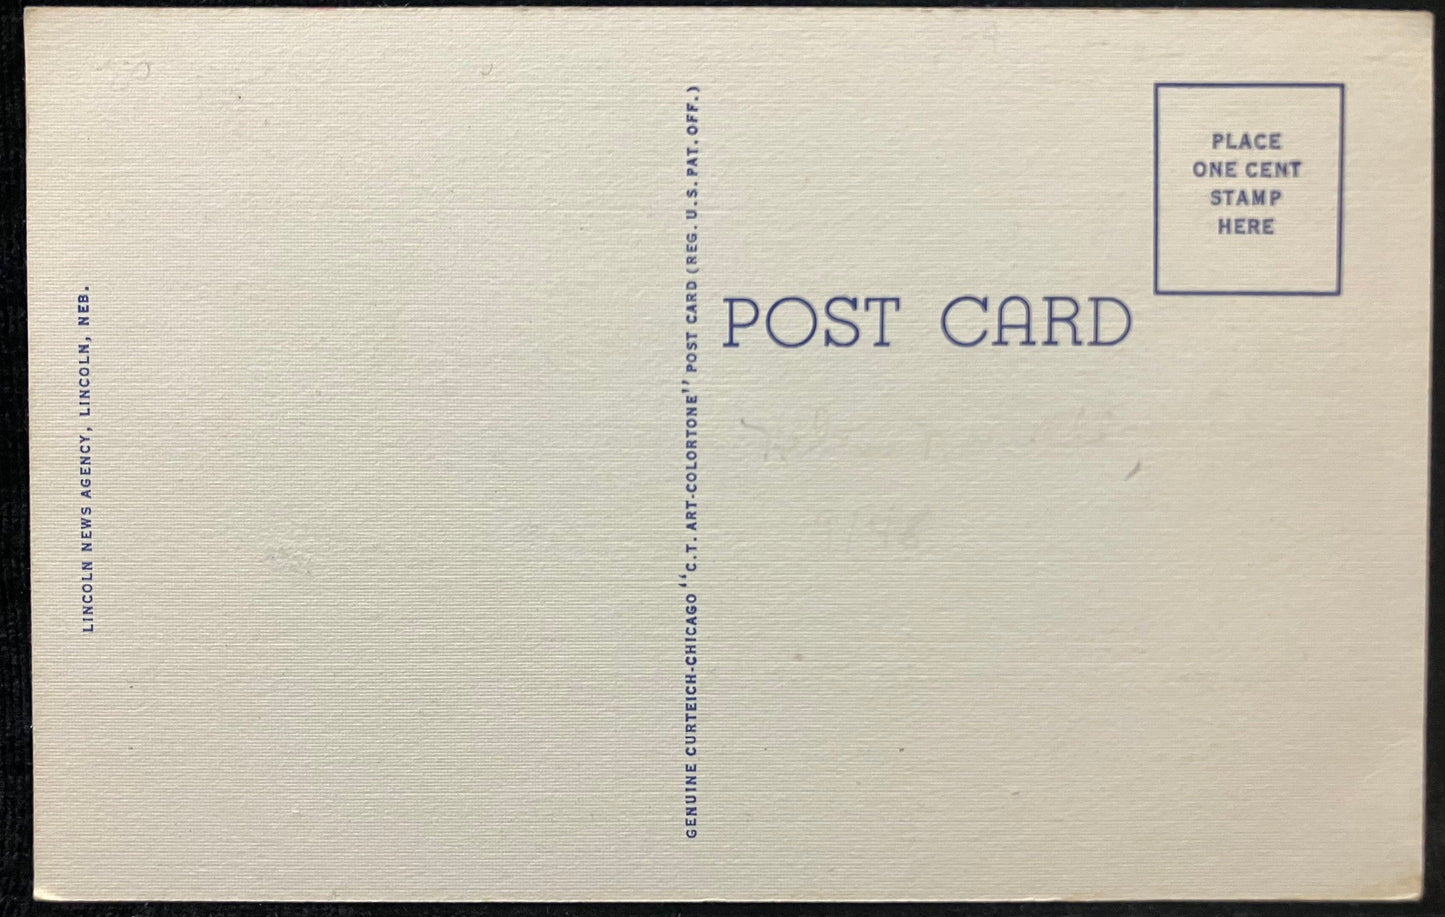 LINCOLN NEWS AGENCY, LINCOLN, NEB.
GENUINE CURTEICH-CHICAGO "C.T. ART-COLORTONE" POST CARD (REG. U.S. PAT. OFF.)
POST CARD
PLACE
ONE CENT
STAMP
HERE